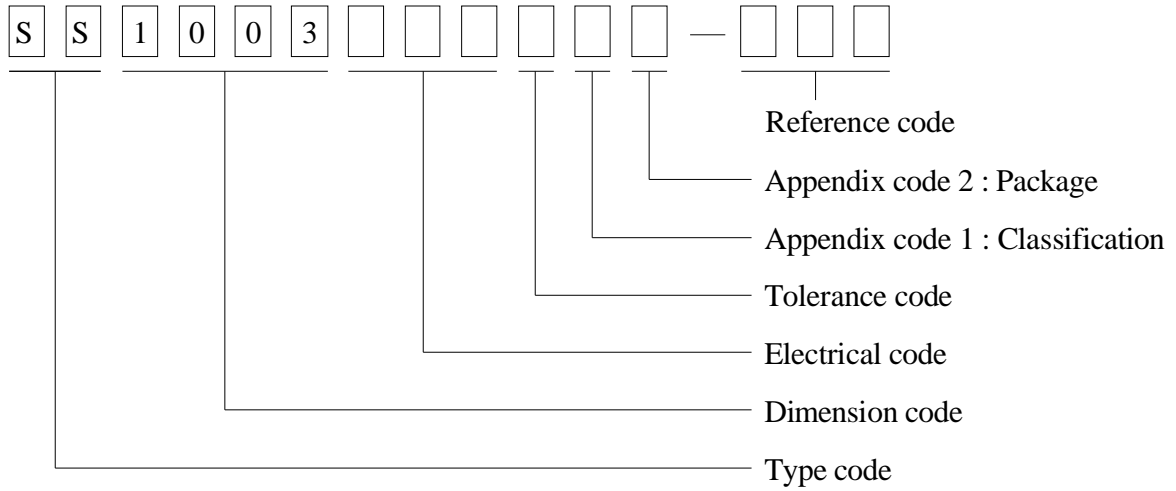 S S 1 0 0 3 —
Reference code
Appendix code 2 : Package
Appendix code 1 : Classification
Tolerance code
Electrical code
Dimension code
Type code